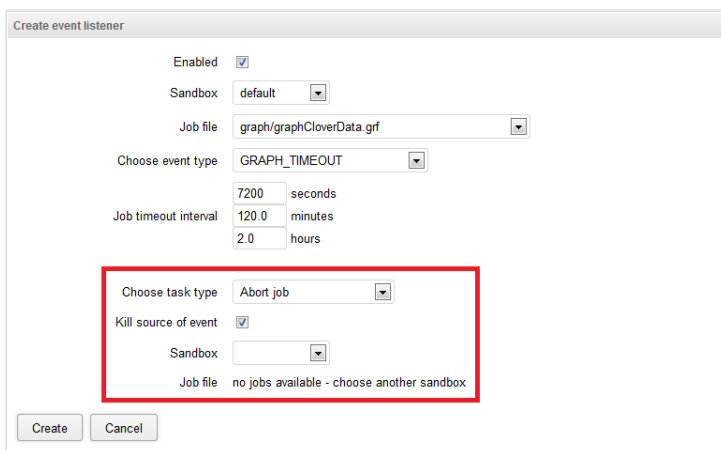 Create event listener
Enabled
Sandbox default
Job file graph/graphCloverData.grf
Choose event type GRAPH_TIMEOUT
7200 seconds
Job timeout interval 120.0 minutes
2.0 hours
Choose task type Abort job
Kill source of event
Sandbox
Job file no jobs available - choose another sandbox
Create Cancel